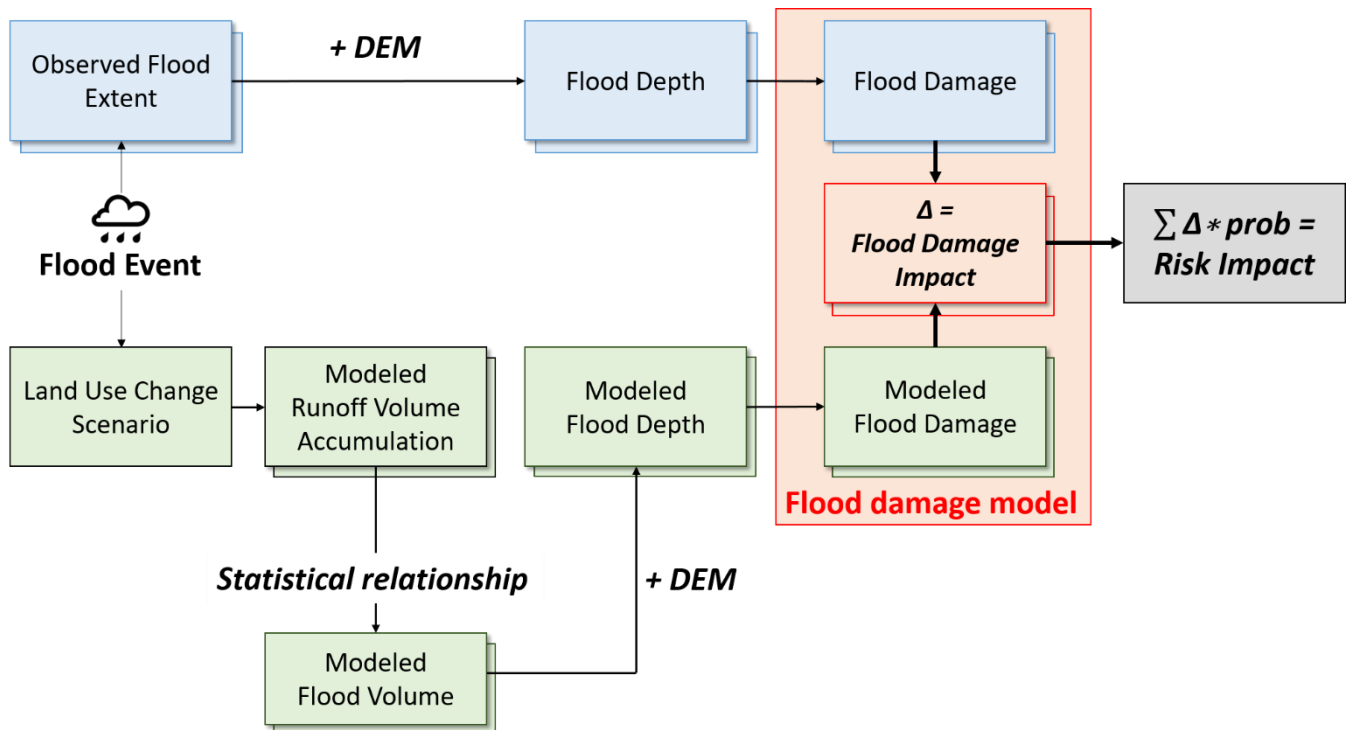 + DEM
Observed Flood
Extent
Flood Depth
Flood Damage
Δ =
Flood Damage
Impact
∑ Δ * prob =
Risk Impact
Flood Event
Land Use Change
Scenario
Modeled
Runoff Volume
Accumulation
Modeled
Flood Depth
Modeled
Flood Damage
Flood damage model
Statistical relationship
+ DEM
Modeled
Flood Volume